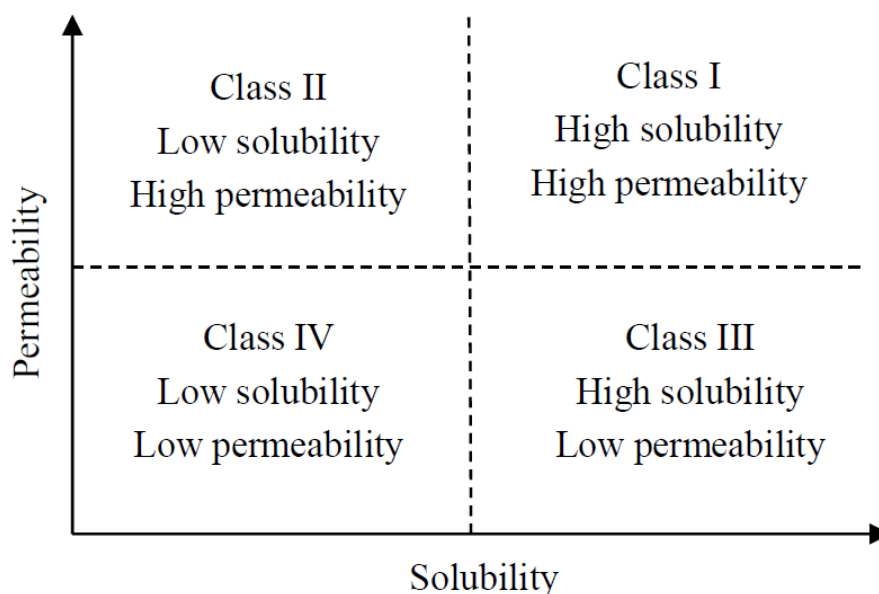 Class II
Low solubility
High permeability
Class I
High solubility
High permeability
Permeability
Class IV
Low solubility
Low permeability
Class III
High solubility
Low permeability
Solubility